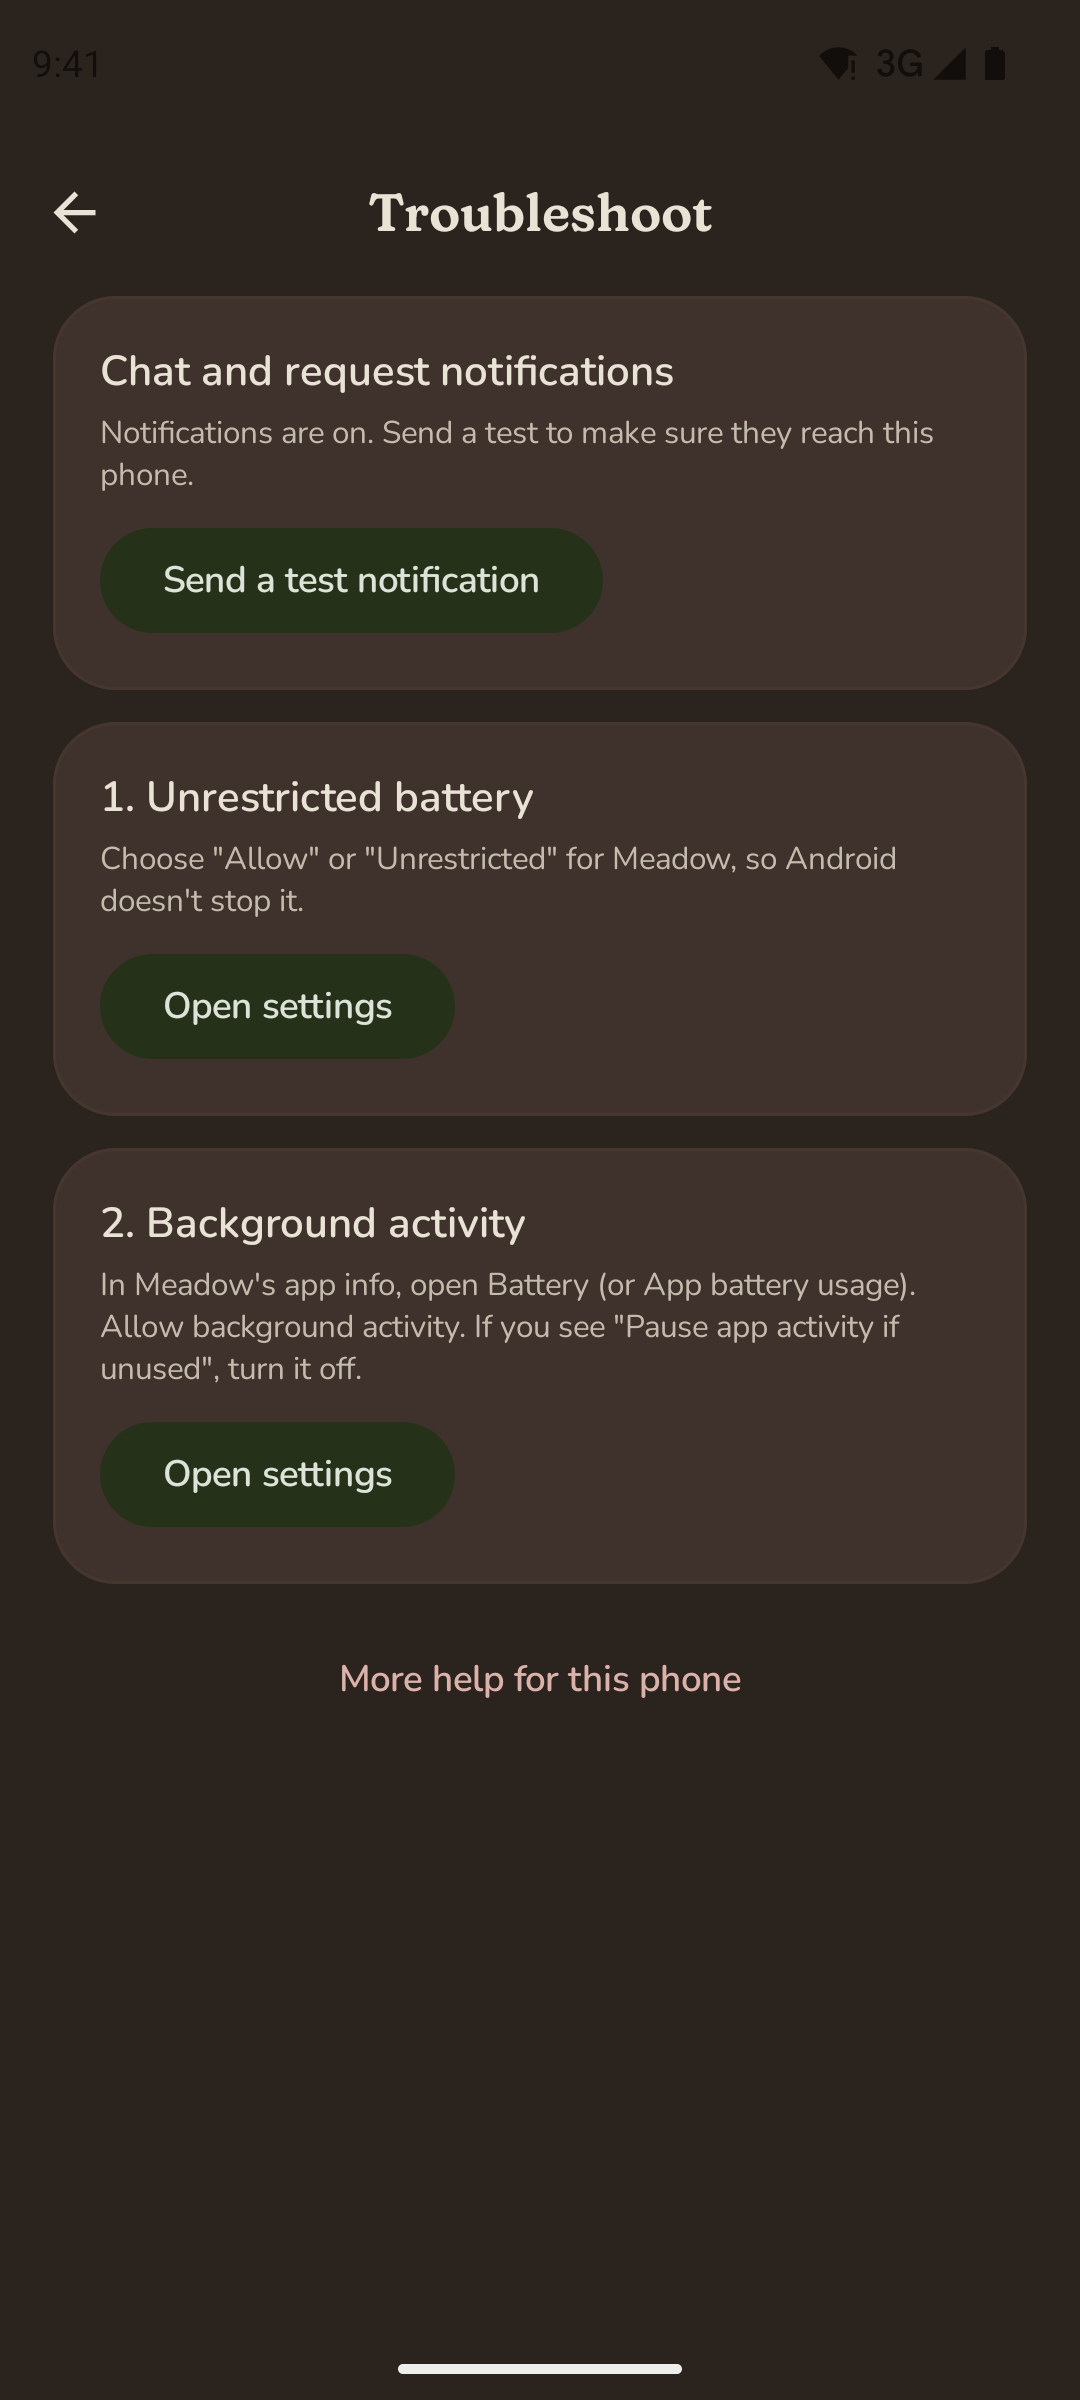 9:41
3G
Troubleshoot
Chat and request notifications
Notifications are on. Send a test to make sure they reach this
phone.
Send a test notification
1. Unrestricted battery
Choose "Allow" or "Unrestricted" for Meadow, so Android
doesn't stop it.
Open settings
2. Background activity
In Meadow's app info, open Battery (or App battery usage).
Allow background activity. If you see "Pause app activity if
unused", turn it off.
Open settings
More help for this phone